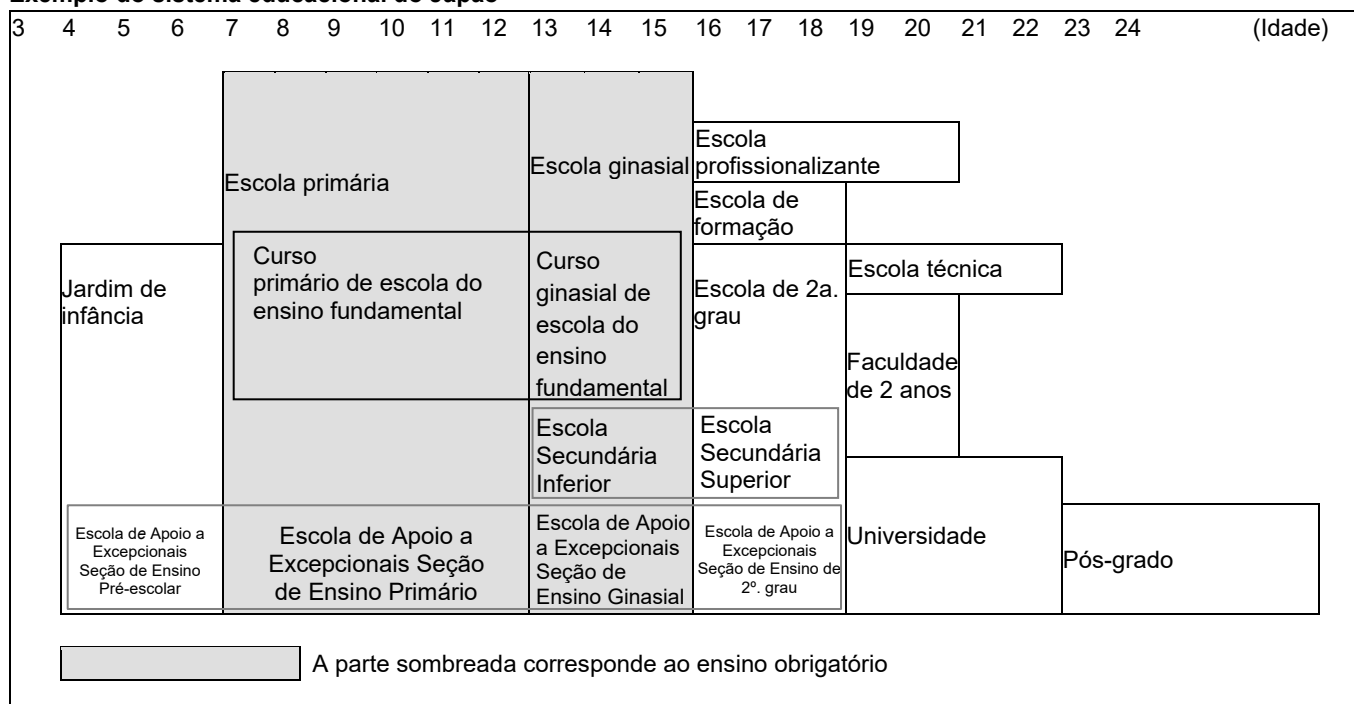 3 4 5 6 7 8 9 10 11 12 13 14 15 16 17 18 19 20 21 22 23 24 (Idade)
Escola
profissionalizante
Escola primária
Escola ginasial
Escola de
formação
Jardim de
infância
Curso
primário de escola do
ensino fundamental
Curso
ginasial de
escola do
ensino
fundamental
Escola de 2a.
grau
Escola técnica
Faculdade
de 2 anos
Escola
Secundária
Inferior
Escola
Secundária
Superior
Escola de Apoio a
Excepcionais
Seção de Ensino
Pré-escolar
Escola de Apoio a
Excepcionais Seção
de Ensino Primário
Escola de Apoio
a Excepcionais
Seção de
Ensino Ginasial
Escola de Apoio a
Excepcionais
Seção de Ensino de
2º. grau
Universidade
Pós-grado
A parte sombreada corresponde ao ensino obrigatório